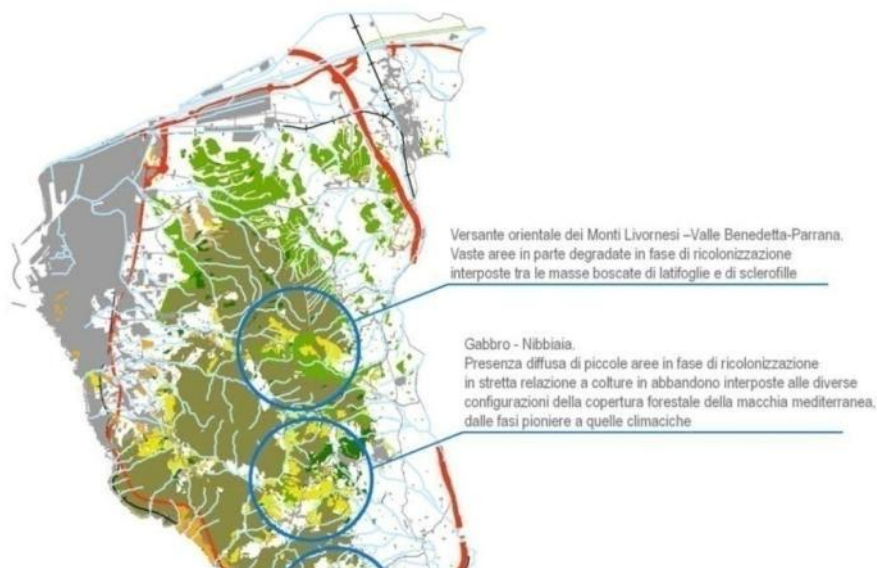 Versante orientale dei Monti Livornesi –Valle Benedetta-Parrana.
Vaste aree in parte degradate in fase di ricolonizzazione
interposte tra le masse boscate di latifoglie e di sclerofille
Gabbro - Nibbiaia.
Presenza diffusa di piccole aree in fase di ricolonizzazione
in stretta relazione a colture in abbandono interposte alle diverse
configurazioni della copertura forestale della macchia mediterranea,
dalle fasi pioniere a quelle climaciche